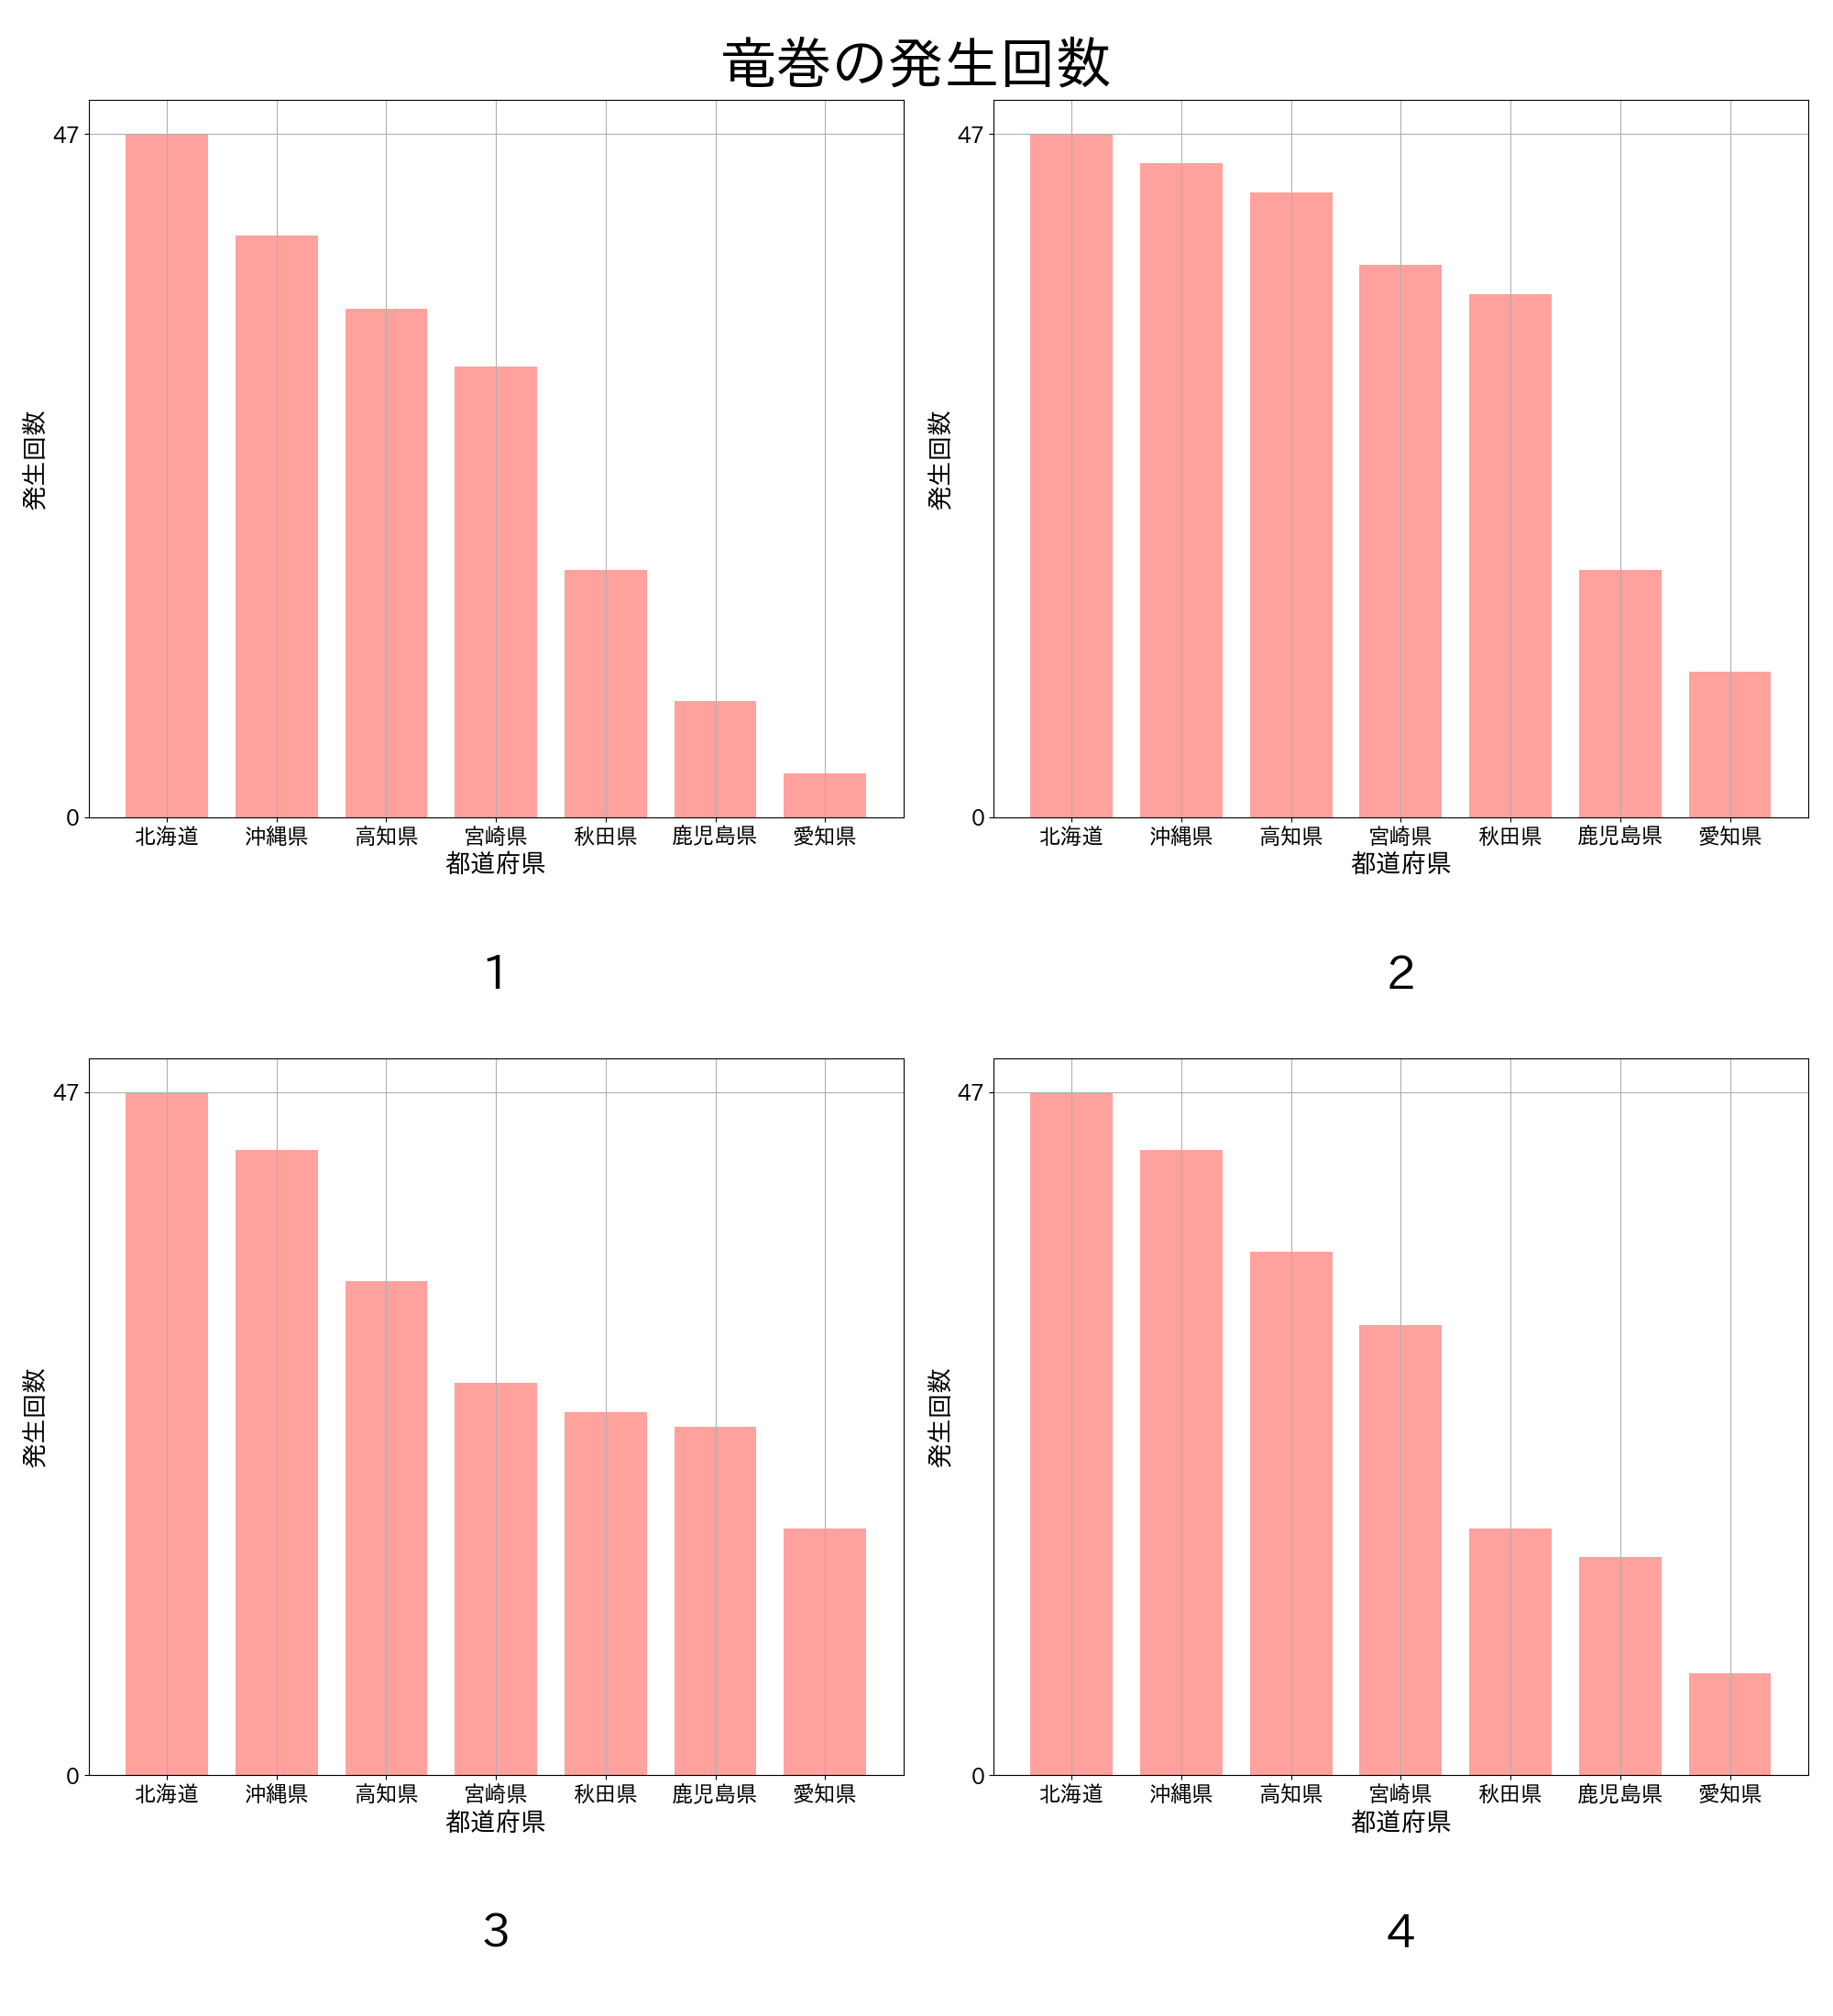 竜巻の発生回数
47
発生回数
0
北海道 沖縄県 高知県 宮崎県 秋田県 鹿児島県 愛知県
都道府県
1
47
発生回数
0
北海道 沖縄県 高知県 宮崎県 秋田県 鹿児島県 愛知県
都道府県
2
47
発生回数
0
北海道 沖縄県 高知県 宮崎県 秋田県 鹿児島県 愛知県
都道府県
3
47
発生回数
0
北海道 沖縄県 高知県 宮崎県 秋田県 鹿児島県 愛知県
都道府県
4